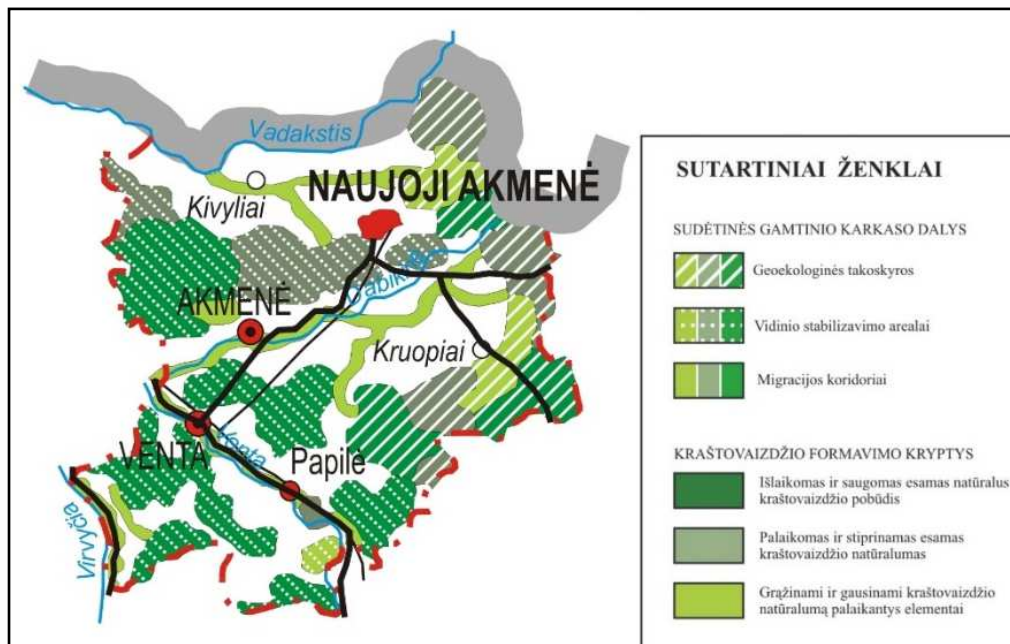 Vadakstis
NAUJOJI AKMENĖ
Kivyliai
Dabikinė
AKMENĖ
Kruopiai
VENTA
Venta
Papilė
Virvyčia
SUTARTINIAI ŽENKLAI
SUDĖTINĖS GAMTINIO KARKASO DALYS
Geoekologinės takoskyros
Vidinio stabilizavimo arealai
Migracijos koridoriai
KRAŠTOVAIZDŽIO FORMAVIMO KRYPTYS
Išlaikomas ir saugomas esamas natūralus
kraštovaizdžio pobūdis
Palaikomas ir stiprinamas esamas
kraštovaizdžio natūralumas
Grąžinami ir gausinami kraštovaizdžio
natūralumą palaikantys elementai